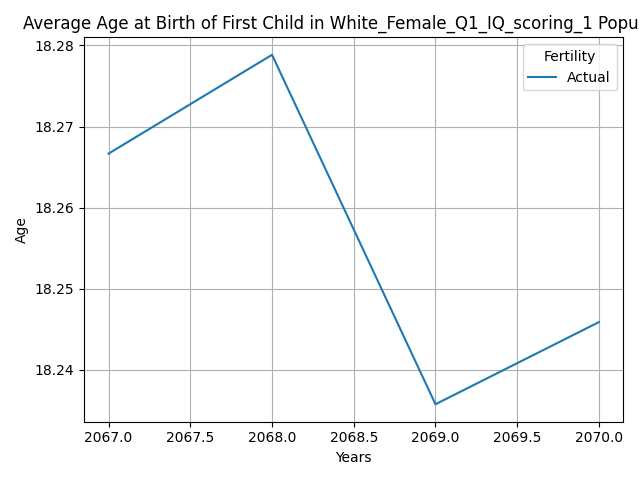 Average Age at Birth of First Child in White_Female_Q1_IQ_scoring_1 Popu
18.28
18.27
18.26
18.25
18.24
Age
Fertility
Actual
2067.0 2067.5 2068.0 2068.5 2069.0 2069.5 2070.0
Years